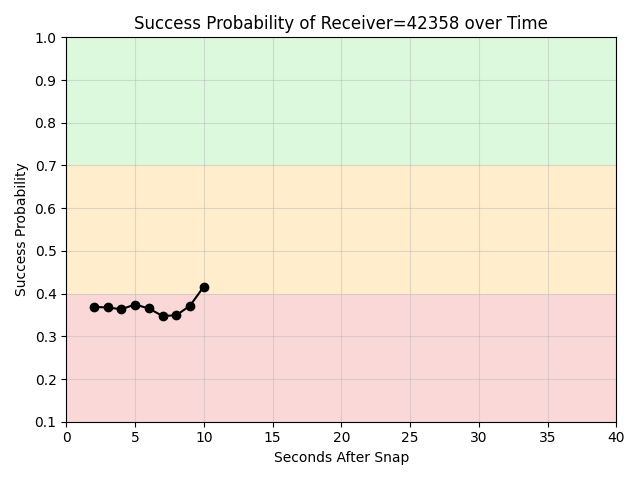 Success Probability of Receiver=42358 over Time
1.0
0.9
0.8
0.7
0.6
0.5
0.4
0.3
0.2
0.1
Success Probability
0 5 10 15 20 25 30 35 40
Seconds After Snap